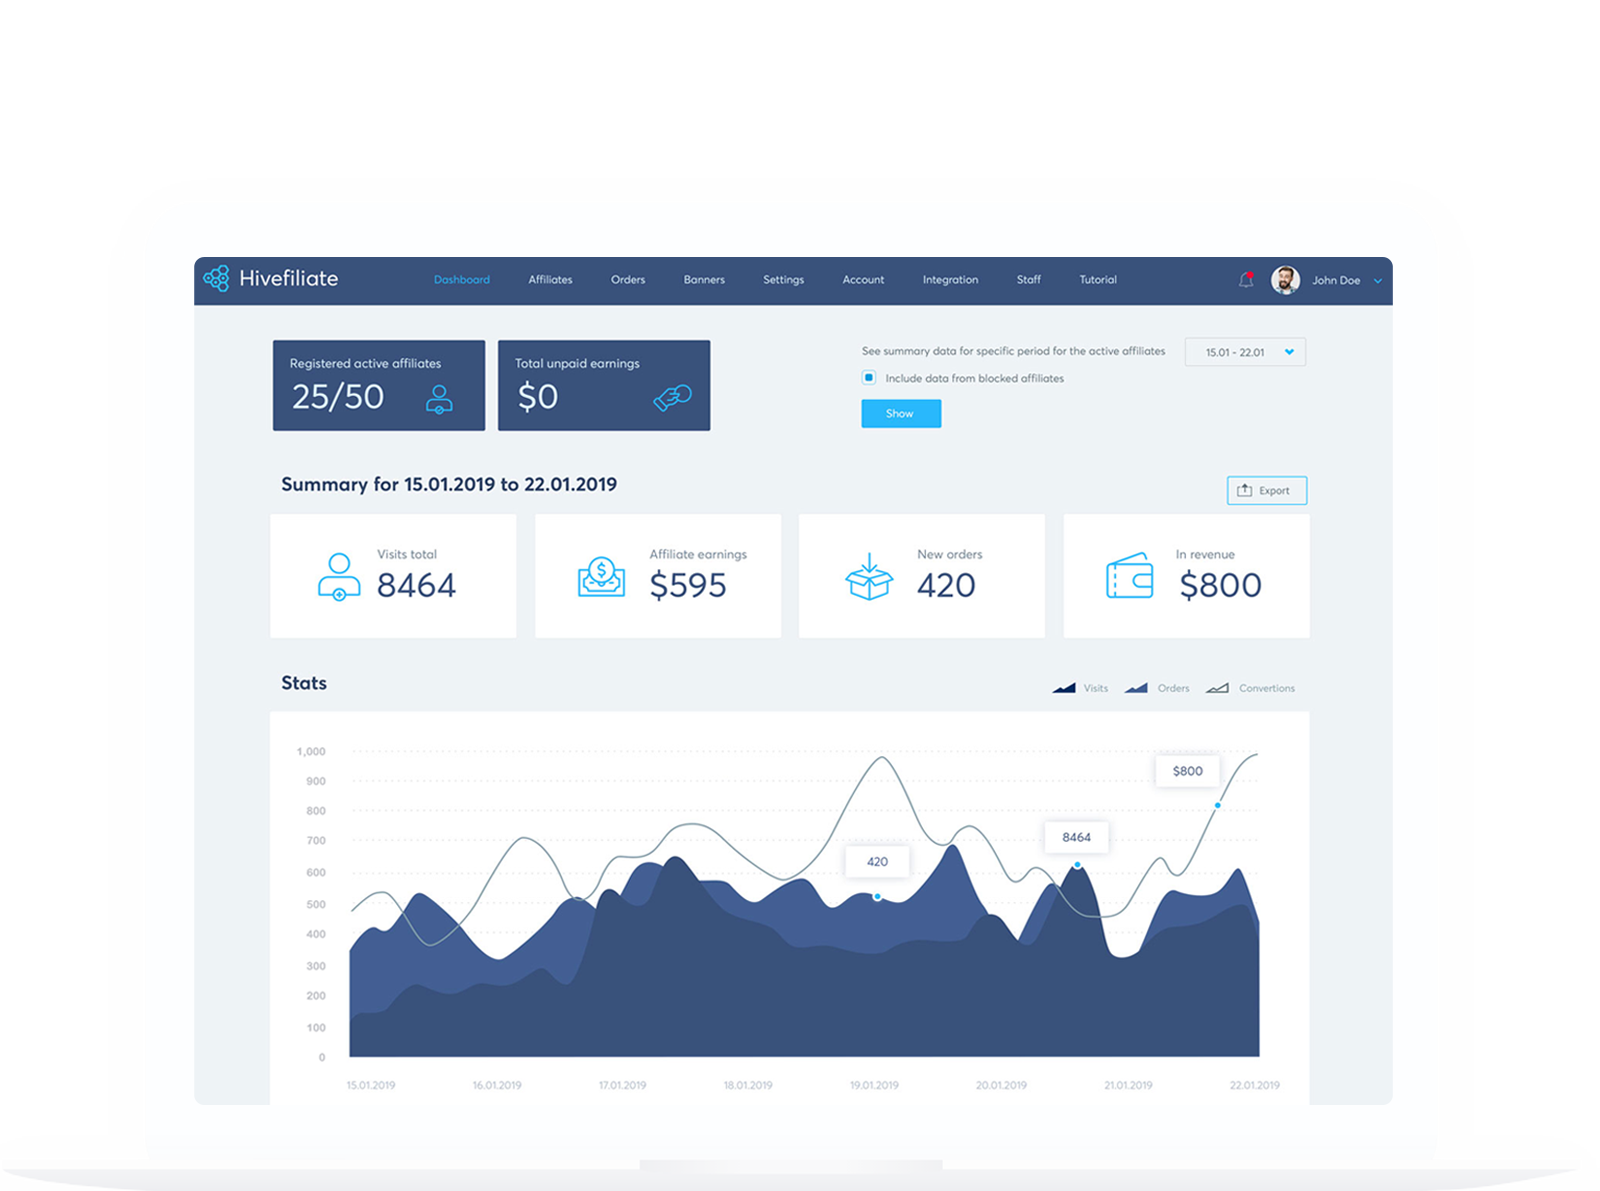 Hivefiliate
Dashboard Affiliates Orders Banners Settings Account Integration Staff Tutorial John Doe
Registered active affiliates
25/50
Total unpaid earnings
$0
See summary data for specific period for the active affiliates
15.01 - 22.01
Include data from blocked affiliates
Show
Summary for 15.01.2019 to 22.01.2019
Export
Visits total
8464
Affiliate earnings
$595
New orders
420
In revenue
$800
Stats
Visits Orders Convertions
1,000
900
800
700
600
500
400
300
200
100
0
$800
8464
420
15.01.2019 16.01.2019 17.01.2019 18.01.2019 19.01.2019 20.01.2019 21.01.2019 22.01.2019